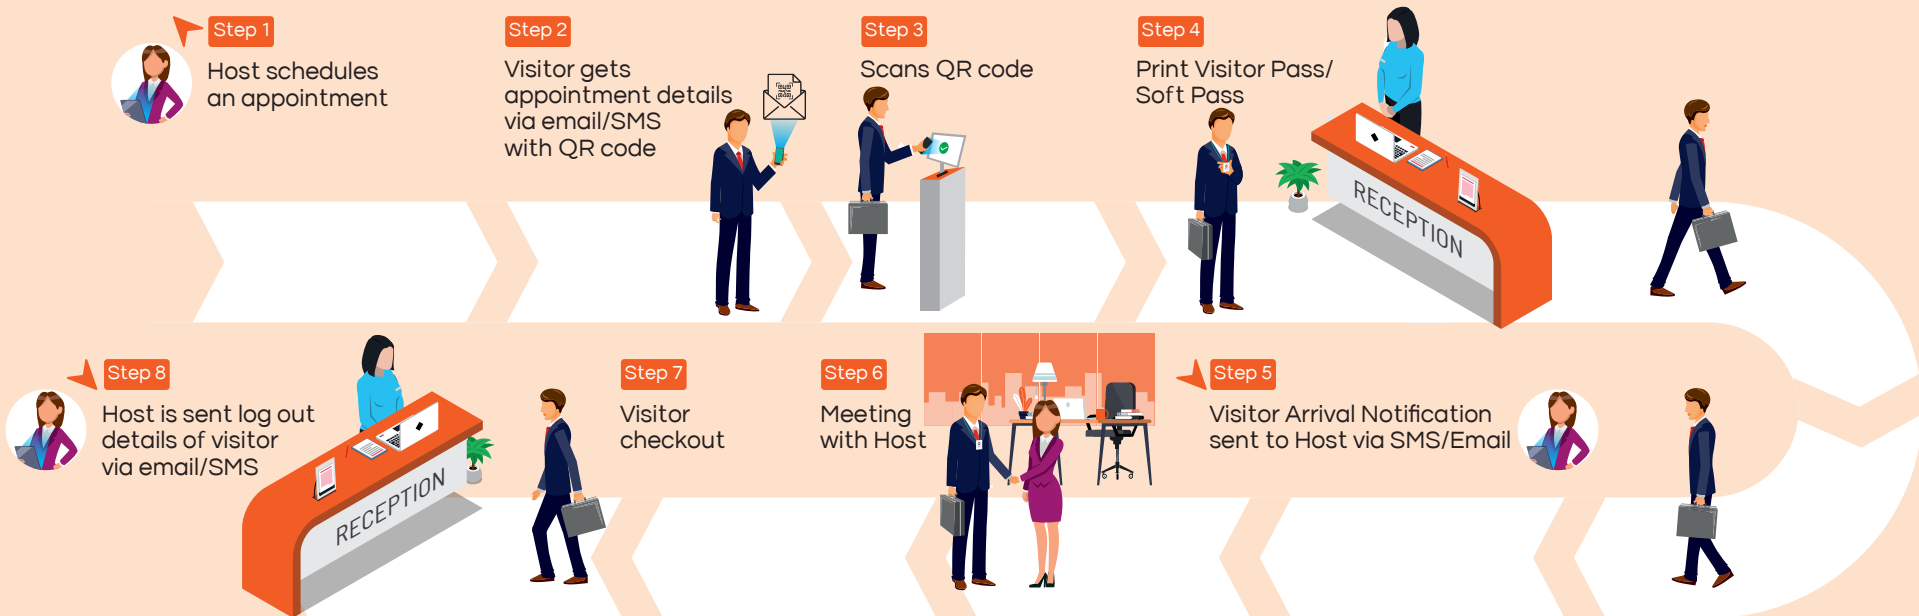 Step 1
Host schedules
an appointment
Step 2
Visitor gets
appointment details
via email/SMS
with QR code
Step 3
Scans QR code
Step 4
Print Visitor Pass/
Soft Pass
RECEPTION
Step 5
Visitor Arrival Notification
sent to Host via SMS/Email
Step 6
Meeting
with Host
Step 7
Visitor
checkout
Step 8
Host is sent log out
details of visitor
via email/SMS
RECEPTION